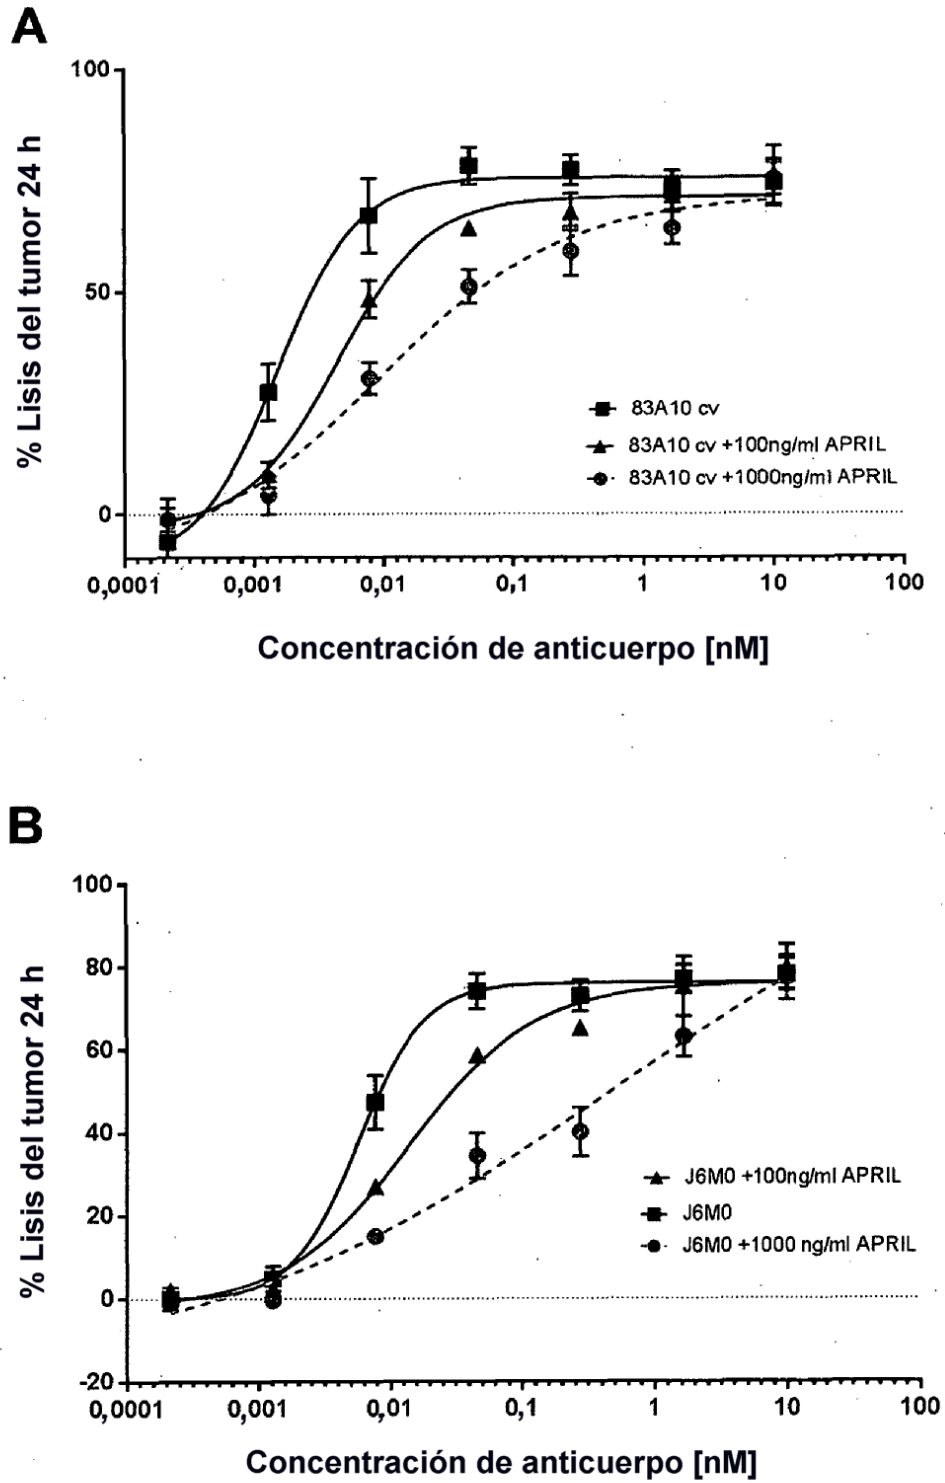 A
100
50
0
% Lisis del tumor 24 h
83A10 cv
83A10 cv +100ng/ml APRIL
83A10 cv +1000ng/ml APRIL
0,0001 0,001 0,01 0,1 1 10 100
Concentración de anticuerpo [nM]
B
100
80
60
40
20
0
-20
% Lisis del tumor 24 h
J6M0 +100ng/ml APRIL
J6M0
J6M0 +1000 ng/ml APRIL
0,0001 0,001 0,01 0,1 1 10 100
Concentración de anticuerpo [nM]